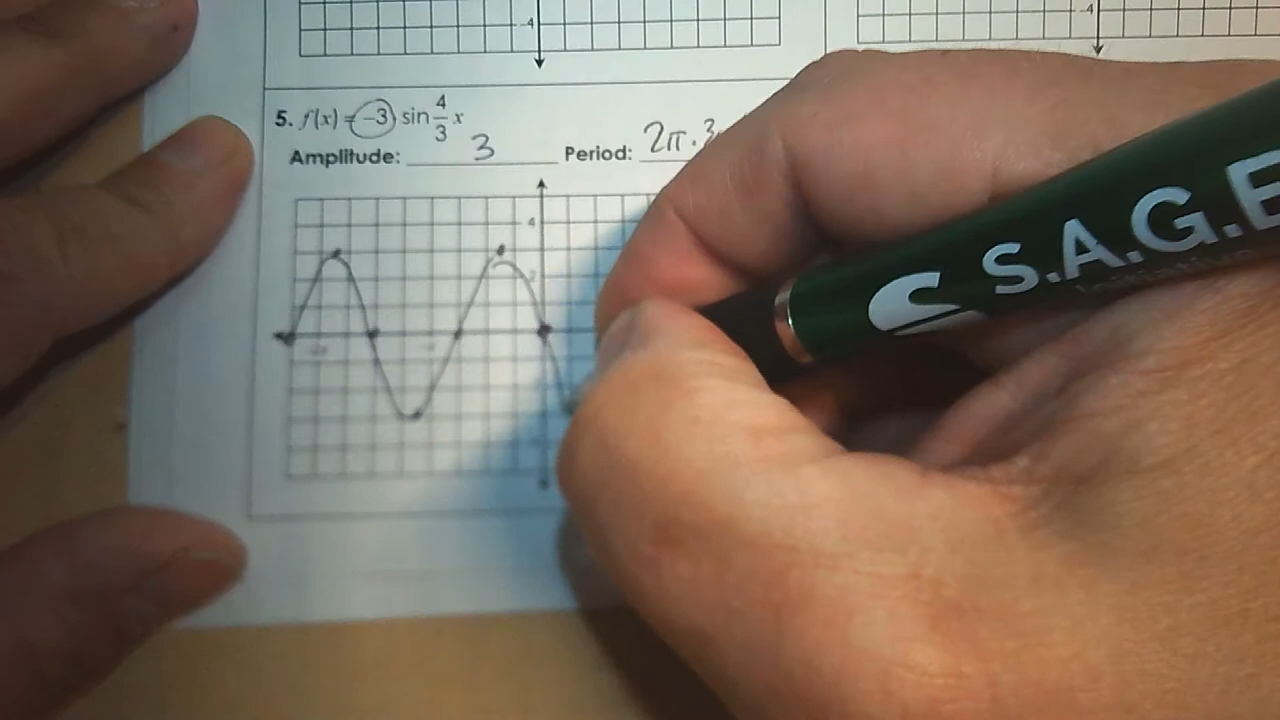 -4
-4
5. f(x) = -3 sin 4/3 x
Amplitude: 3 Period: 2π · 3
4
2
S.A.G.E